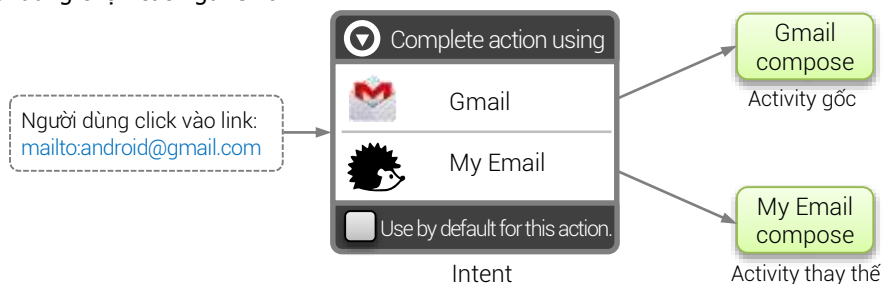 Complete action using
Gmail
My Email
Use by default for this action.
Intent
Người dùng click vào link:
mailto:android@gmail.com
Gmail
compose
Activity gốc
My Email
compose
Activity thay thế